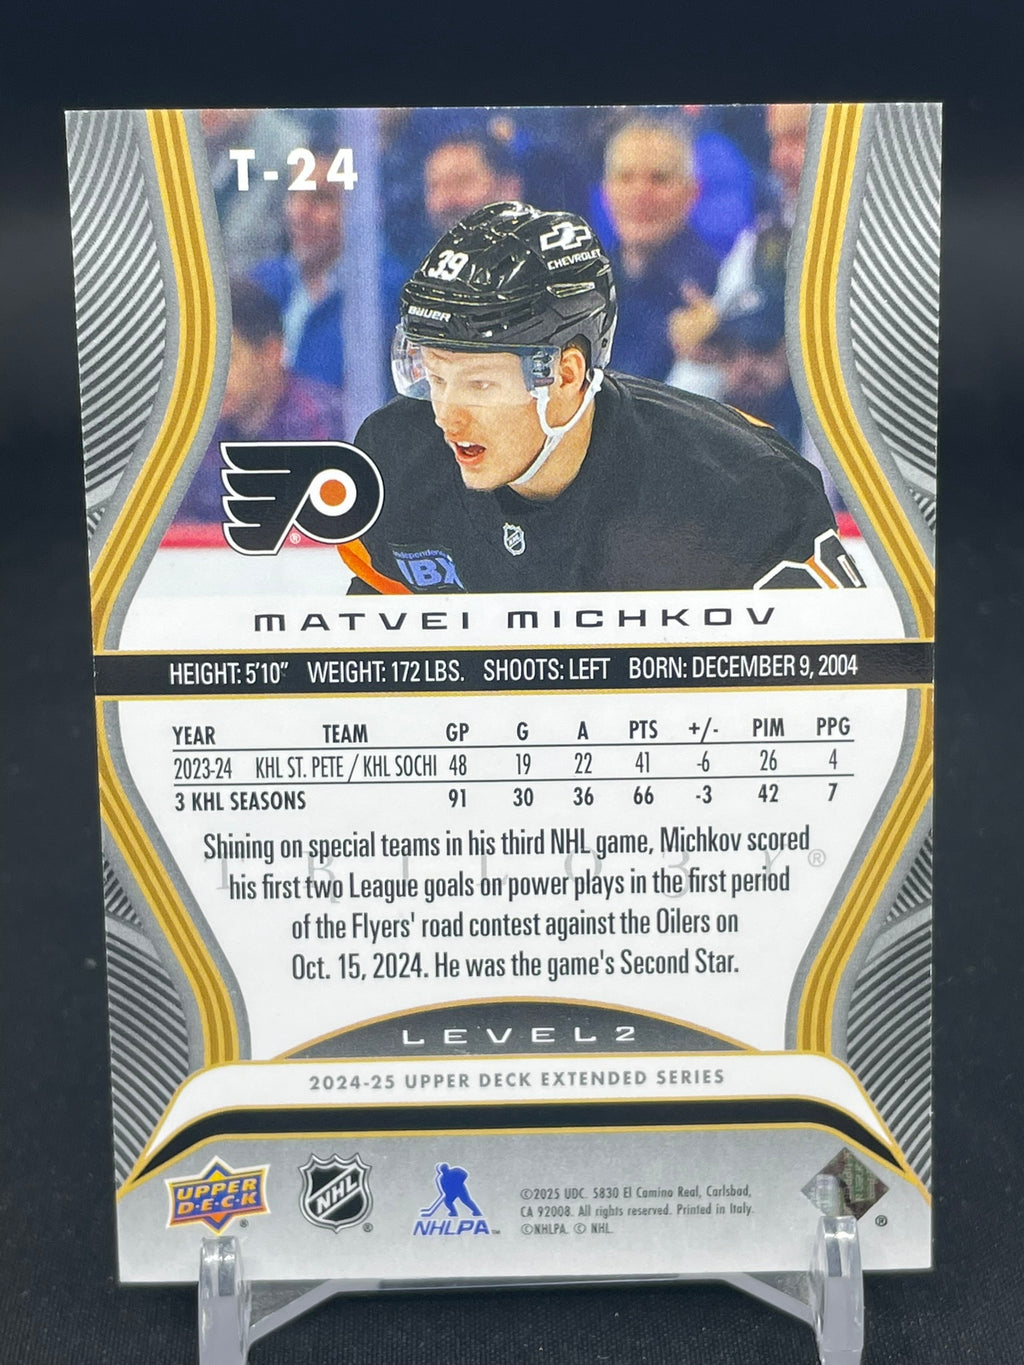 T-24
39
CHEVROLET
BAUER
NHL
Independence
IBX
®
MATVEI MICHKOV
HEIGHT: 5'10" WEIGHT: 172 LBS. SHOOTS: LEFT BORN: DECEMBER 9, 2004
YEAR TEAM GP G A PTS +/- PIM PPG
2023-24 KHL ST. PETE / KHL SOCHI 48 19 22 41 -6 26 4
3 KHL SEASONS 91 30 36 66 -3 42 7
TRILOGY®
Shining on special teams in his third NHL game, Michkov scored
his first two League goals on power plays in the first period
of the Flyers' road contest against the Oilers on
Oct. 15, 2024. He was the game's Second Star.
LEVEL 2
2024-25 UPPER DECK EXTENDED SERIES
UPPER
D·E·C·K
®
NHL
®
NHLPA™
©2025 UDC. 5830 El Camino Real, Carlsbad,
CA 92008. All rights reserved. Printed in Italy.
©NHLPA. © NHL.
®